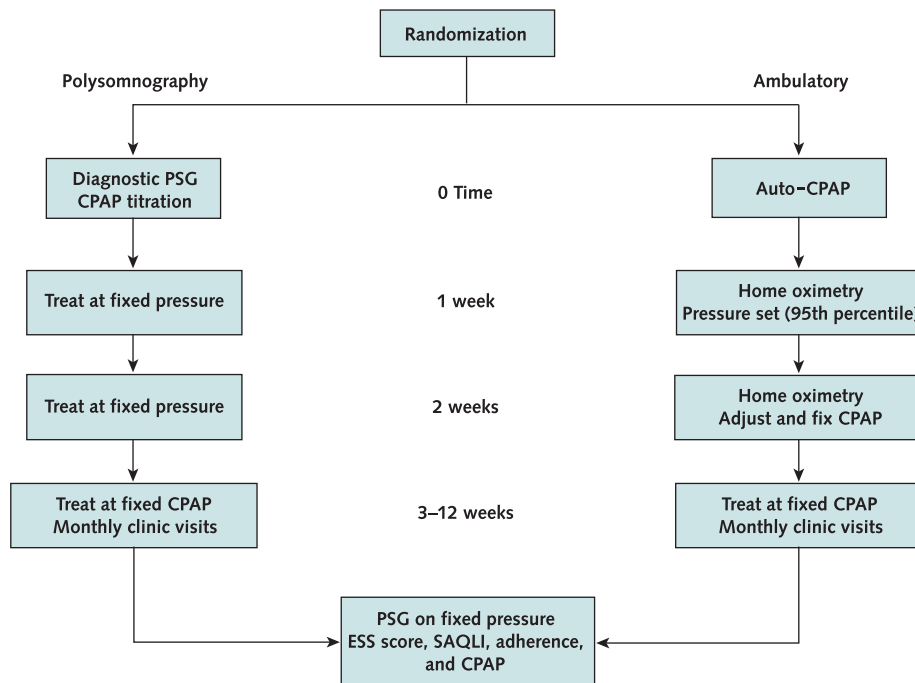 Randomization
Polysomnography
Ambulatory
Diagnostic PSG
CPAP titration
0 Time
Auto–CPAP
Treat at fixed pressure
1 week
Home oximetry
Pressure set (95th percentile)
Treat at fixed pressure
2 weeks
Home oximetry
Adjust and fix CPAP
Treat at fixed CPAP
Monthly clinic visits
3–12 weeks
Treat at fixed CPAP
Monthly clinic visits
PSG on fixed pressure
ESS score, SAQLI, adherence,
and CPAP